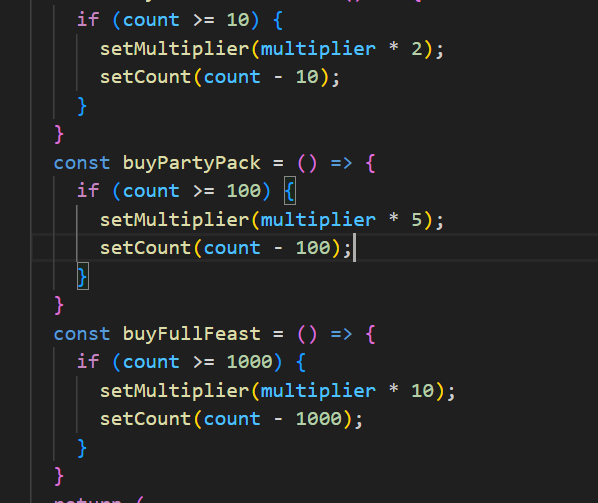 () {
if (count >= 10) {
setMultiplier(multiplier * 2);
setCount(count - 10);
}
}
const buyPartyPack = () => {
if (count >= 100) {
setMultiplier(multiplier * 5);
setCount(count - 100);
}
}
const buyFullFeast = () => {
if (count >= 1000) {
setMultiplier(multiplier * 10);
setCount(count - 1000);
}
}
return (